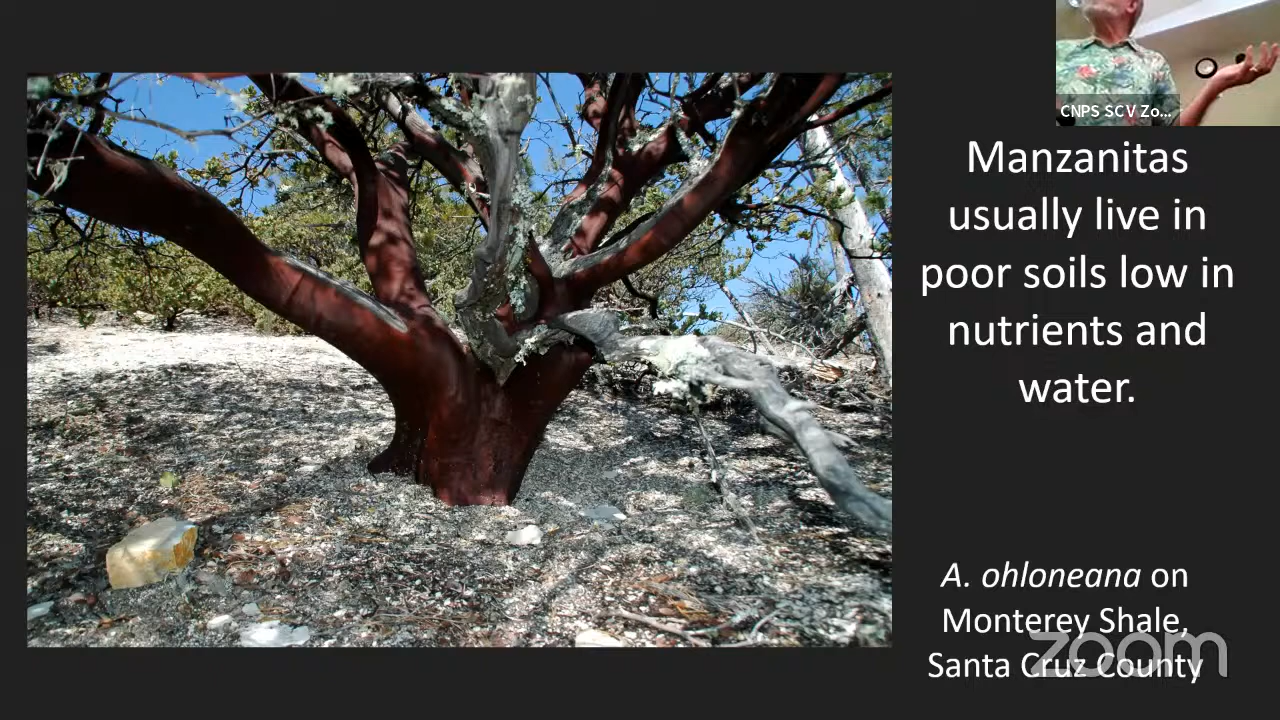 CNPS SCV Zo...
Manzanitas
usually live in
poor soils low in
nutrients and
water.
A. ohloneana on
Monterey Shale,
Santa Cruz County
zoom